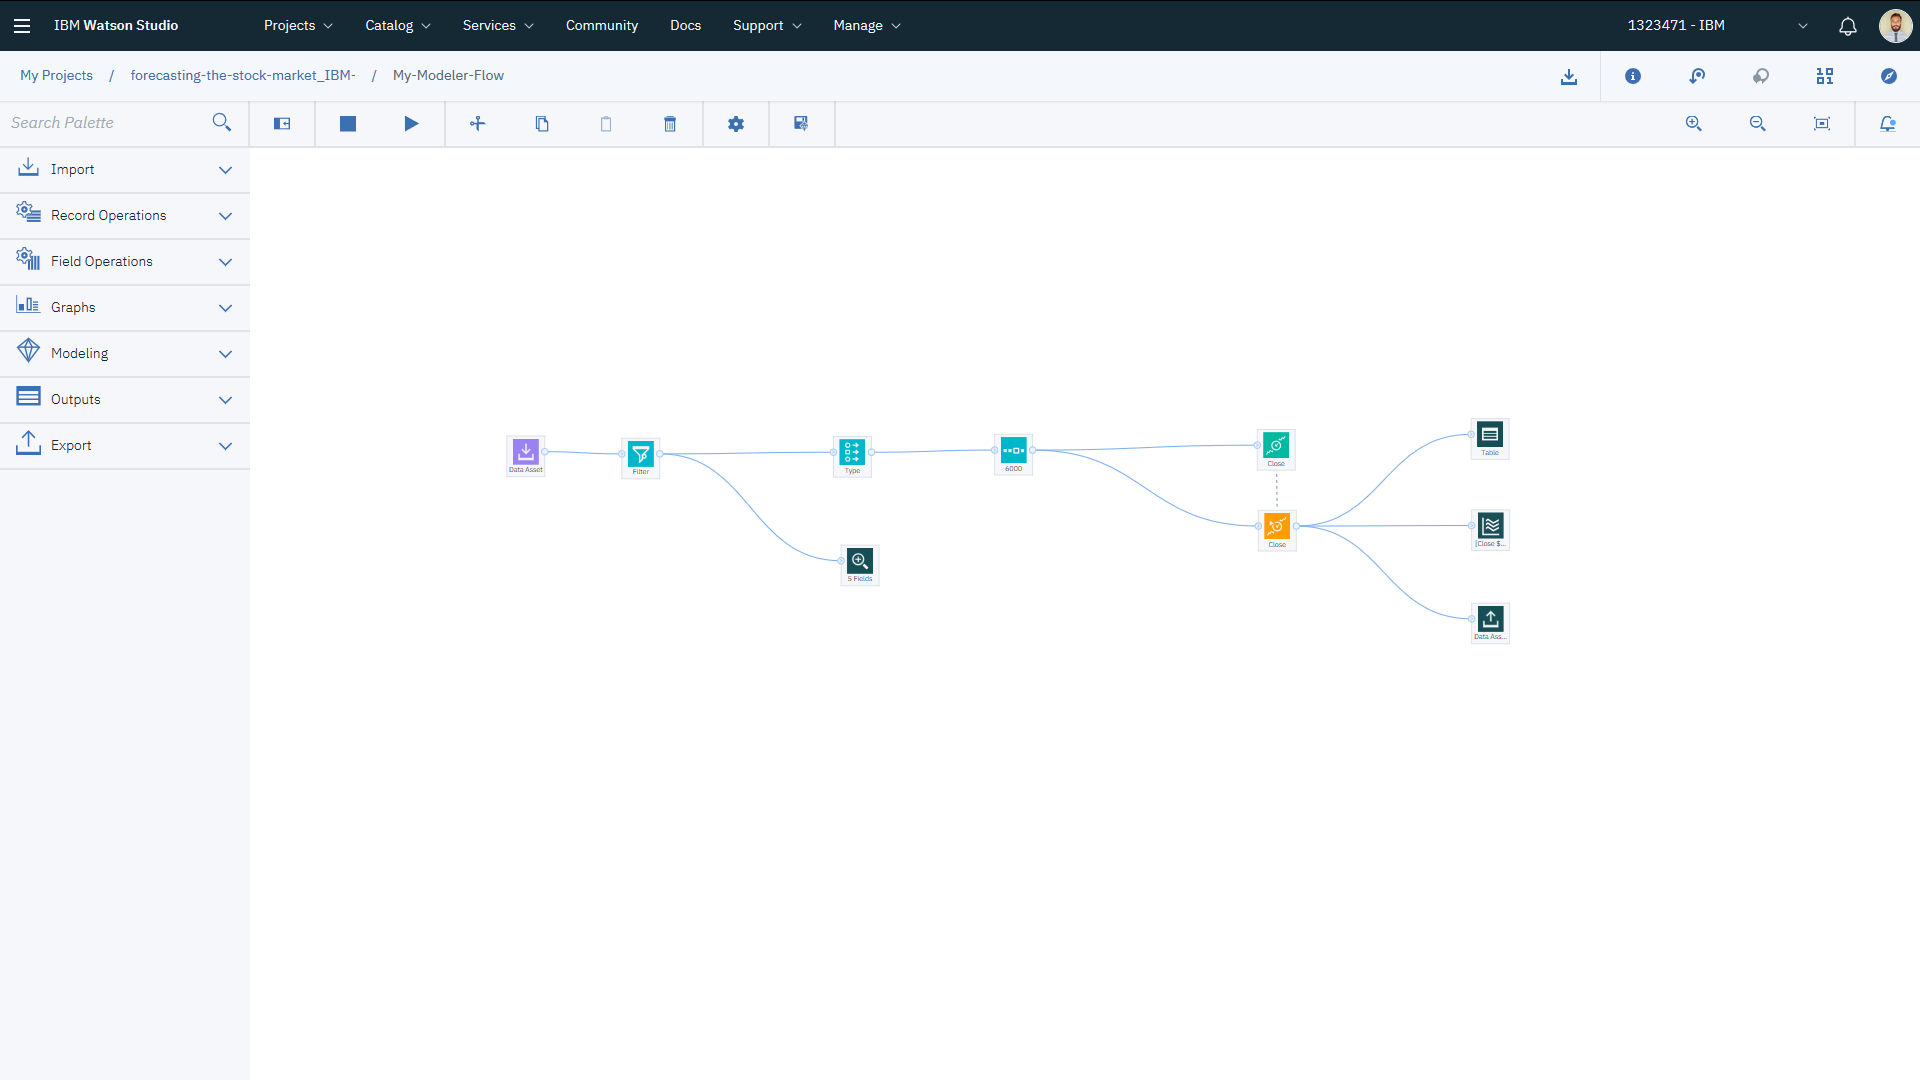 IBM Watson Studio
Projects
Catalog
Services
Community
Docs
Support
Manage
1323471 - IBM
My Projects / forecasting-the-stock-market_IBM- / My-Modeler-Flow
Search Palette
Import
Record Operations
Field Operations
Graphs
Modeling
Outputs
Export
Data Asset
Filter
Type
6000
Close
Table
Close
[Close $...
5 Fields
Data Ass...